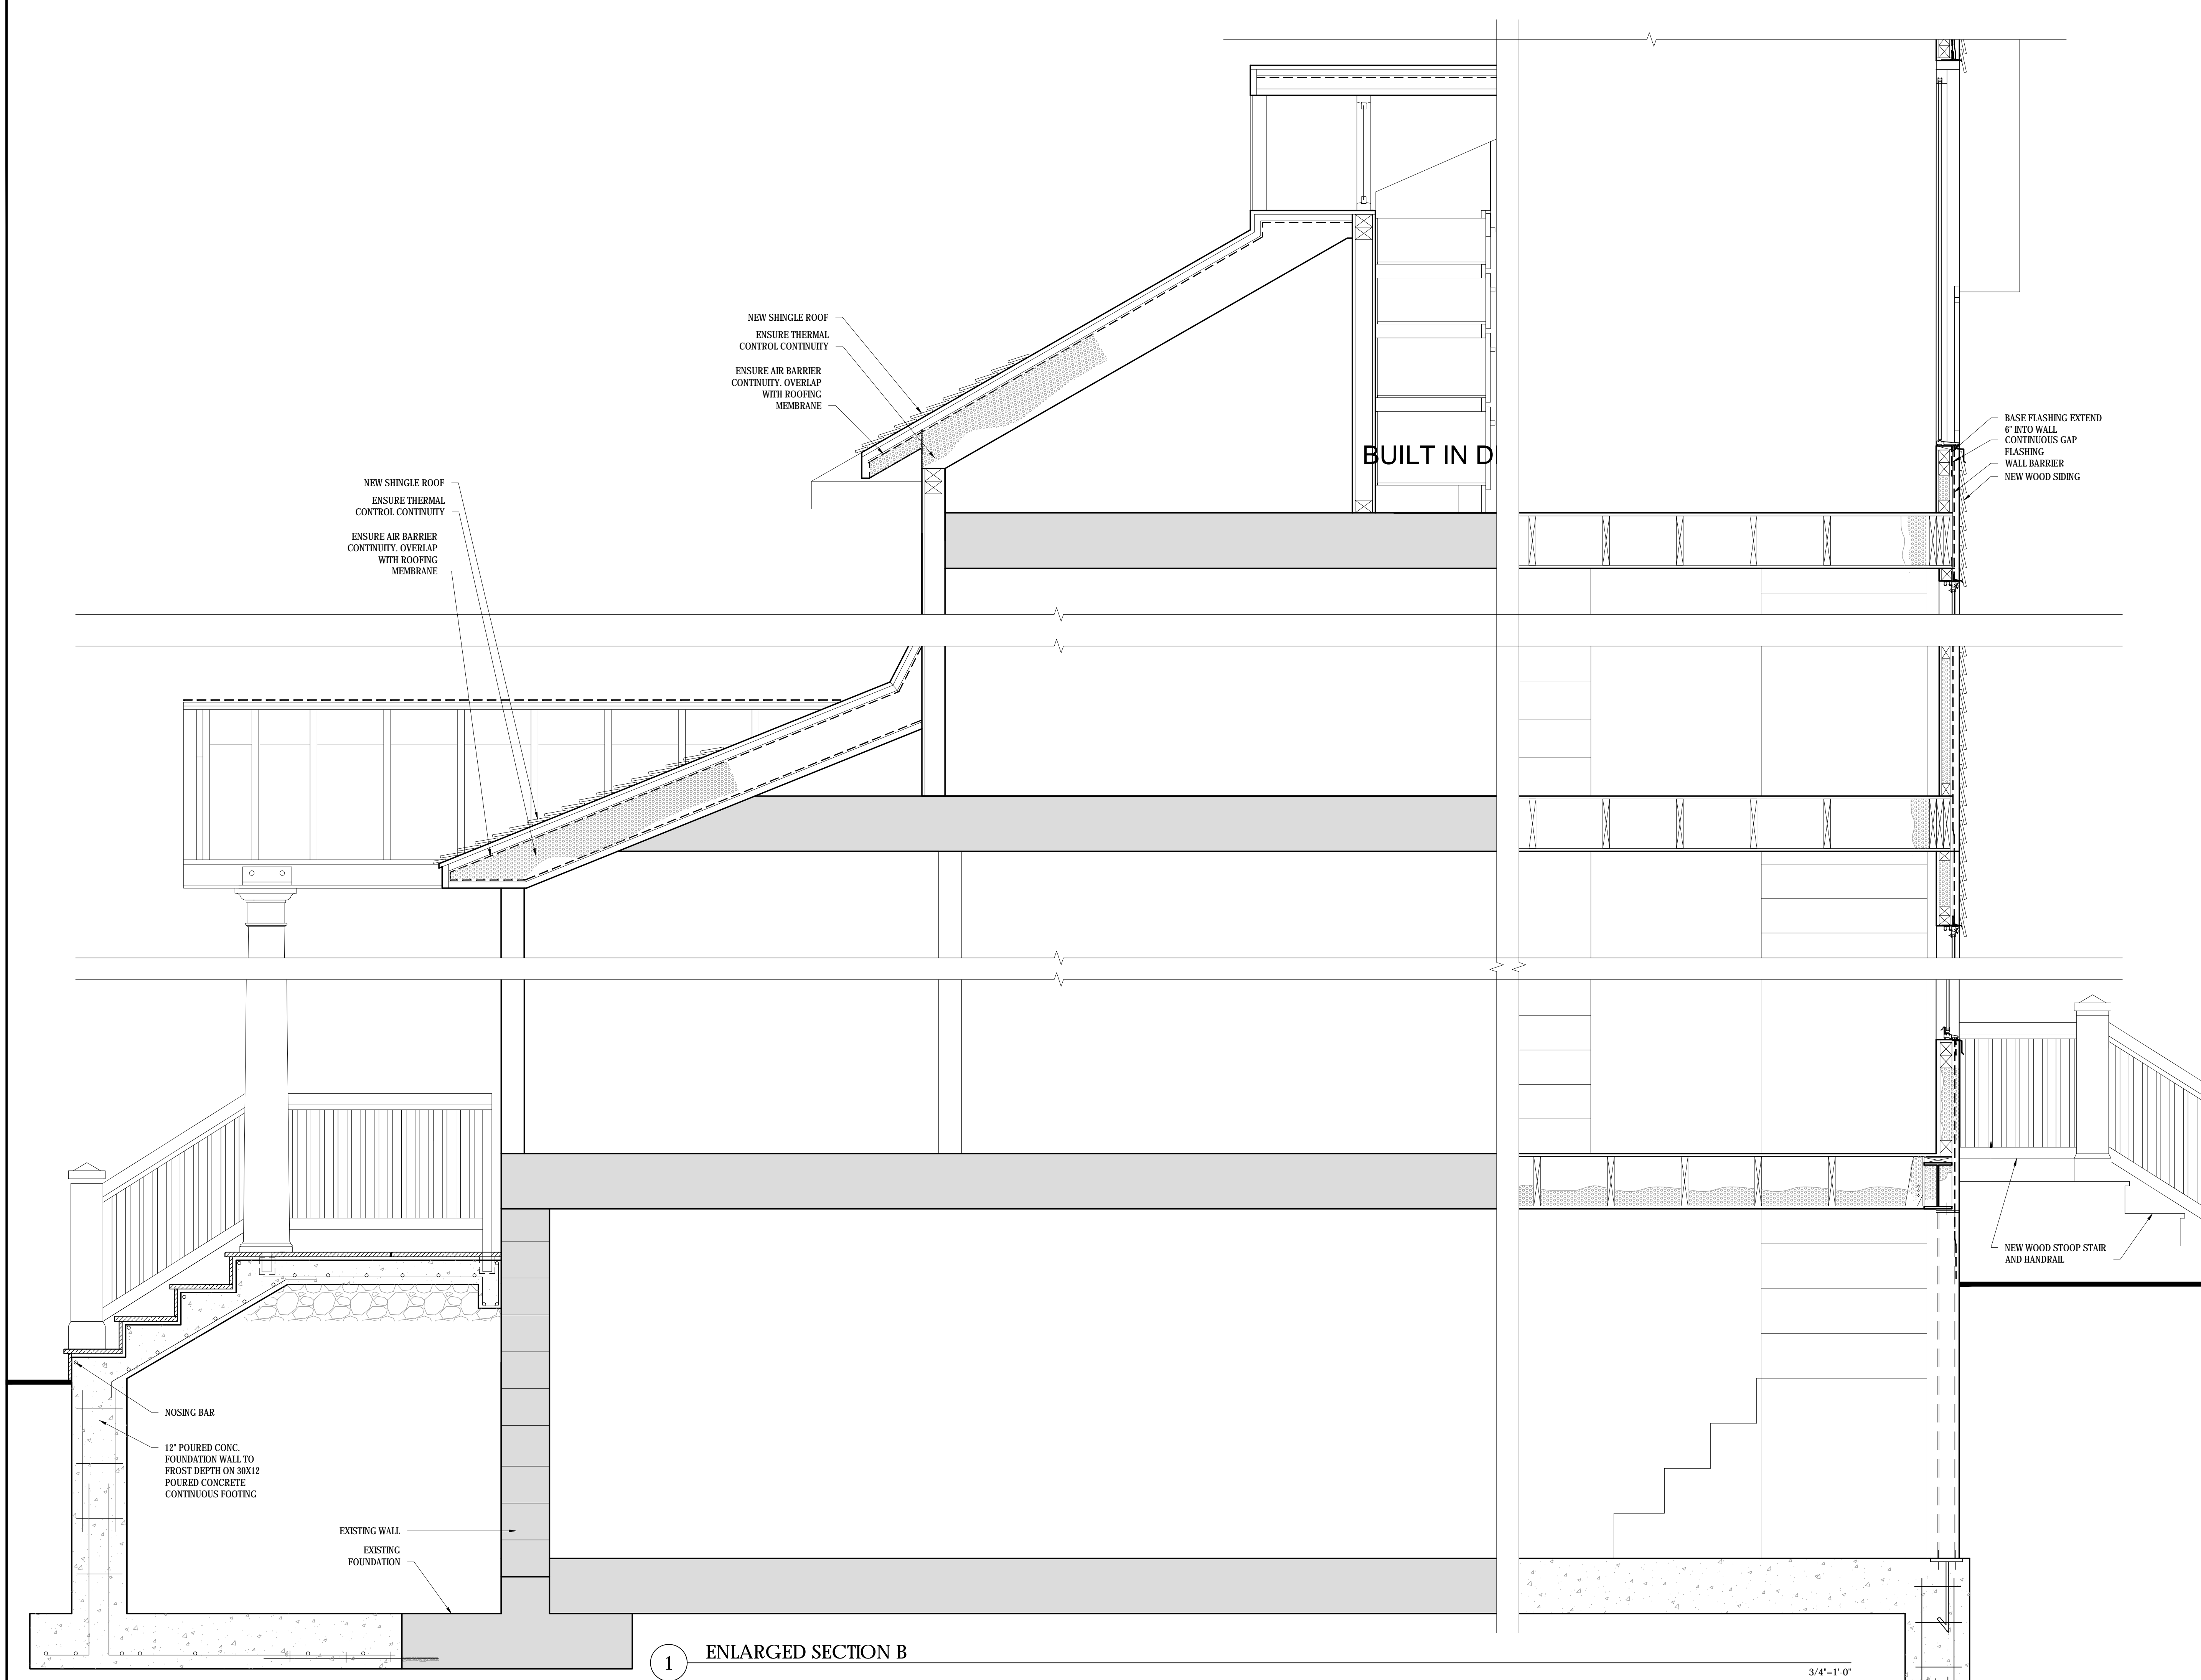 NEW SHINGLE ROOF
ENSURE THERMAL
CONTROL CONTINUITY
ENSURE AIR BARRIER
CONTINUITY. OVERLAP
WITH ROOFING
MEMBRANE
BUILT IN D
BASE FLASHING EXTEND
6" INTO WALL
CONTINUOUS GAP
FLASHING
WALL BARRIER
NEW WOOD SIDING
NEW SHINGLE ROOF
ENSURE THERMAL
CONTROL CONTINUITY
ENSURE AIR BARRIER
CONTINUITY. OVERLAP
WITH ROOFING
MEMBRANE
NEW WOOD STOOP STAIR
AND HANDRAIL
NOSING BAR
12" POURED CONC.
FOUNDATION WALL TO
FROST DEPTH ON 30X12
POURED CONCRETE
CONTINUOUS FOOTING
EXISTING WALL
EXISTING
FOUNDATION
1 ENLARGED SECTION B
3/4"=1'-0"